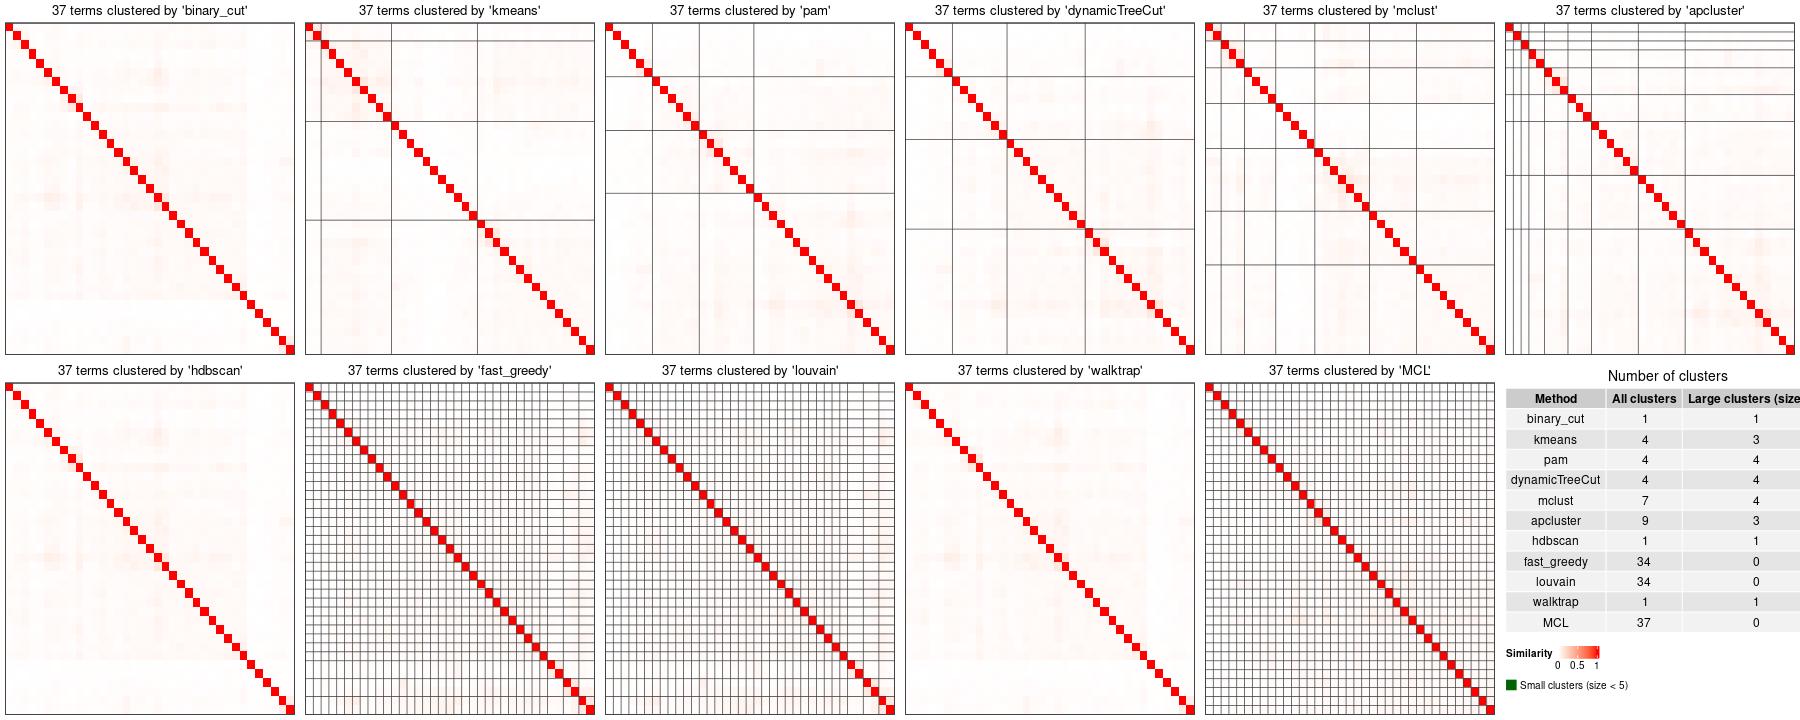 37 terms clustered by 'binary_cut'
37 terms clustered by 'kmeans'
37 terms clustered by 'pam'
37 terms clustered by 'dynamicTreeCut'
37 terms clustered by 'mclust'
37 terms clustered by 'apcluster'
37 terms clustered by 'hdbscan'
37 terms clustered by 'fast_greedy'
37 terms clustered by 'louvain'
37 terms clustered by 'walktrap'
37 terms clustered by 'MCL'
Number of clusters
Method All clusters Large clusters (size
binary_cut 1 1
kmeans 4 3
pam 4 4
dynamicTreeCut 4 4
mclust 7 4
apcluster 9 3
hdbscan 1 1
fast_greedy 34 0
louvain 34 0
walktrap 1 1
MCL 37 0
Similarity
0 0.5 1
Small clusters (size < 5)